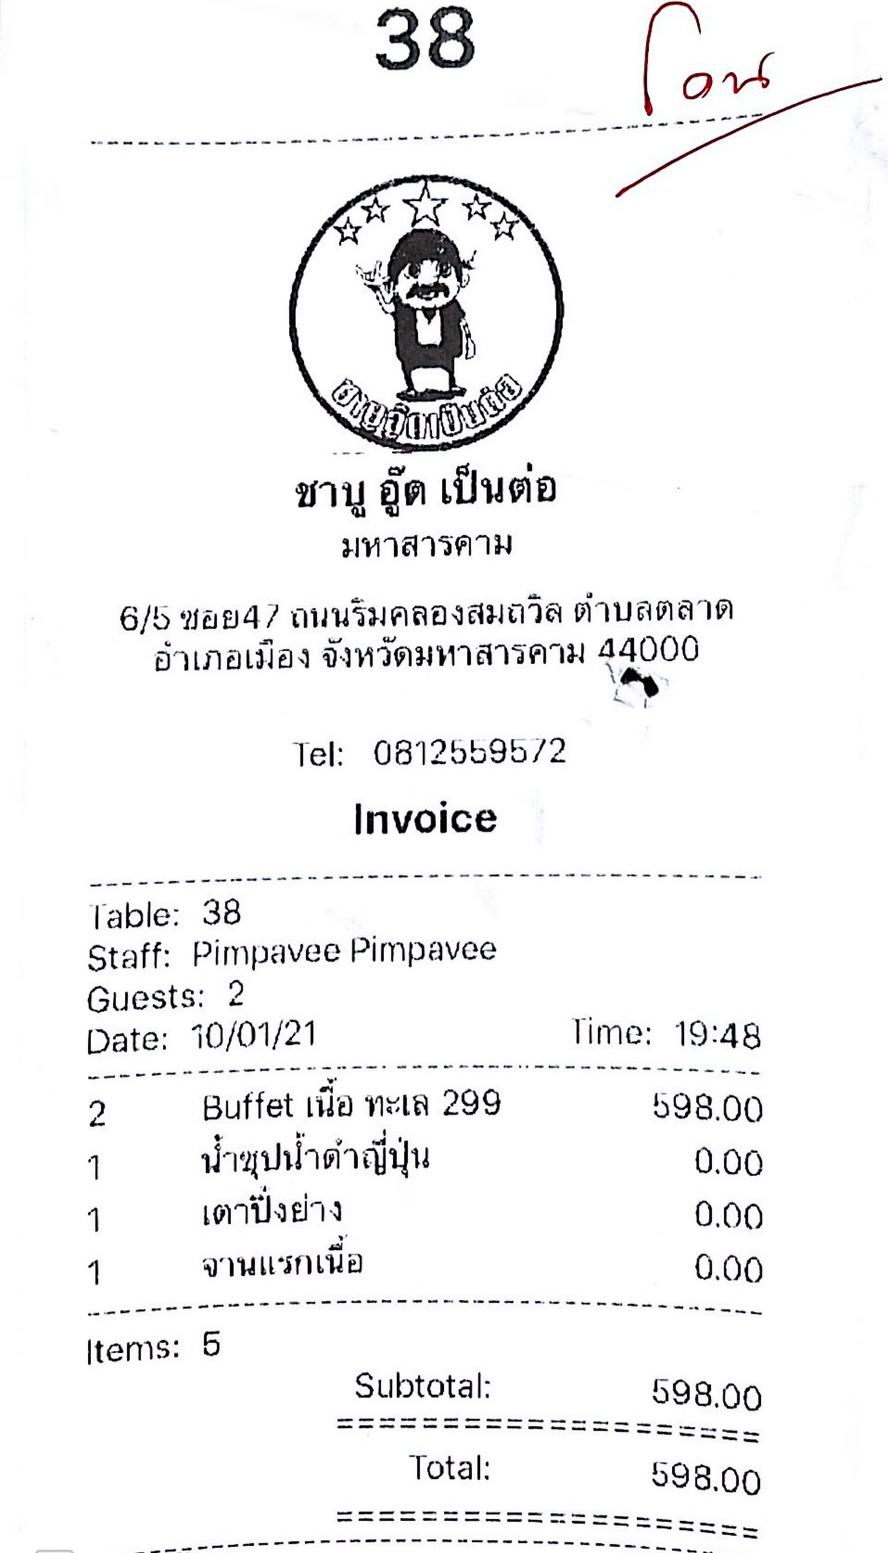 38
โอน
ชาบูอู๊ดเป็นต่อ
ชาบู อู๊ด เป็นต่อ
มหาสารคาม
6/5 ซอย47 ถนนริมคลองสมถวิล ตำบลตลาด
อำเภอเมือง จังหวัดมหาสารคาม 44000
Tel: 0812559572
Invoice
Table: 38
Staff: Pimpavee Pimpavee
Guests: 2
Date: 10/01/21 Time: 19:48
2 Buffet เนื้อ ทะเล 299 598.00
1 น้ำซุปน้ำดำญี่ปุ่น 0.00
1 เตาปิ้งย่าง 0.00
1 จานแรกเนื้อ 0.00
Items: 5
Subtotal: 598.00
Total: 598.00